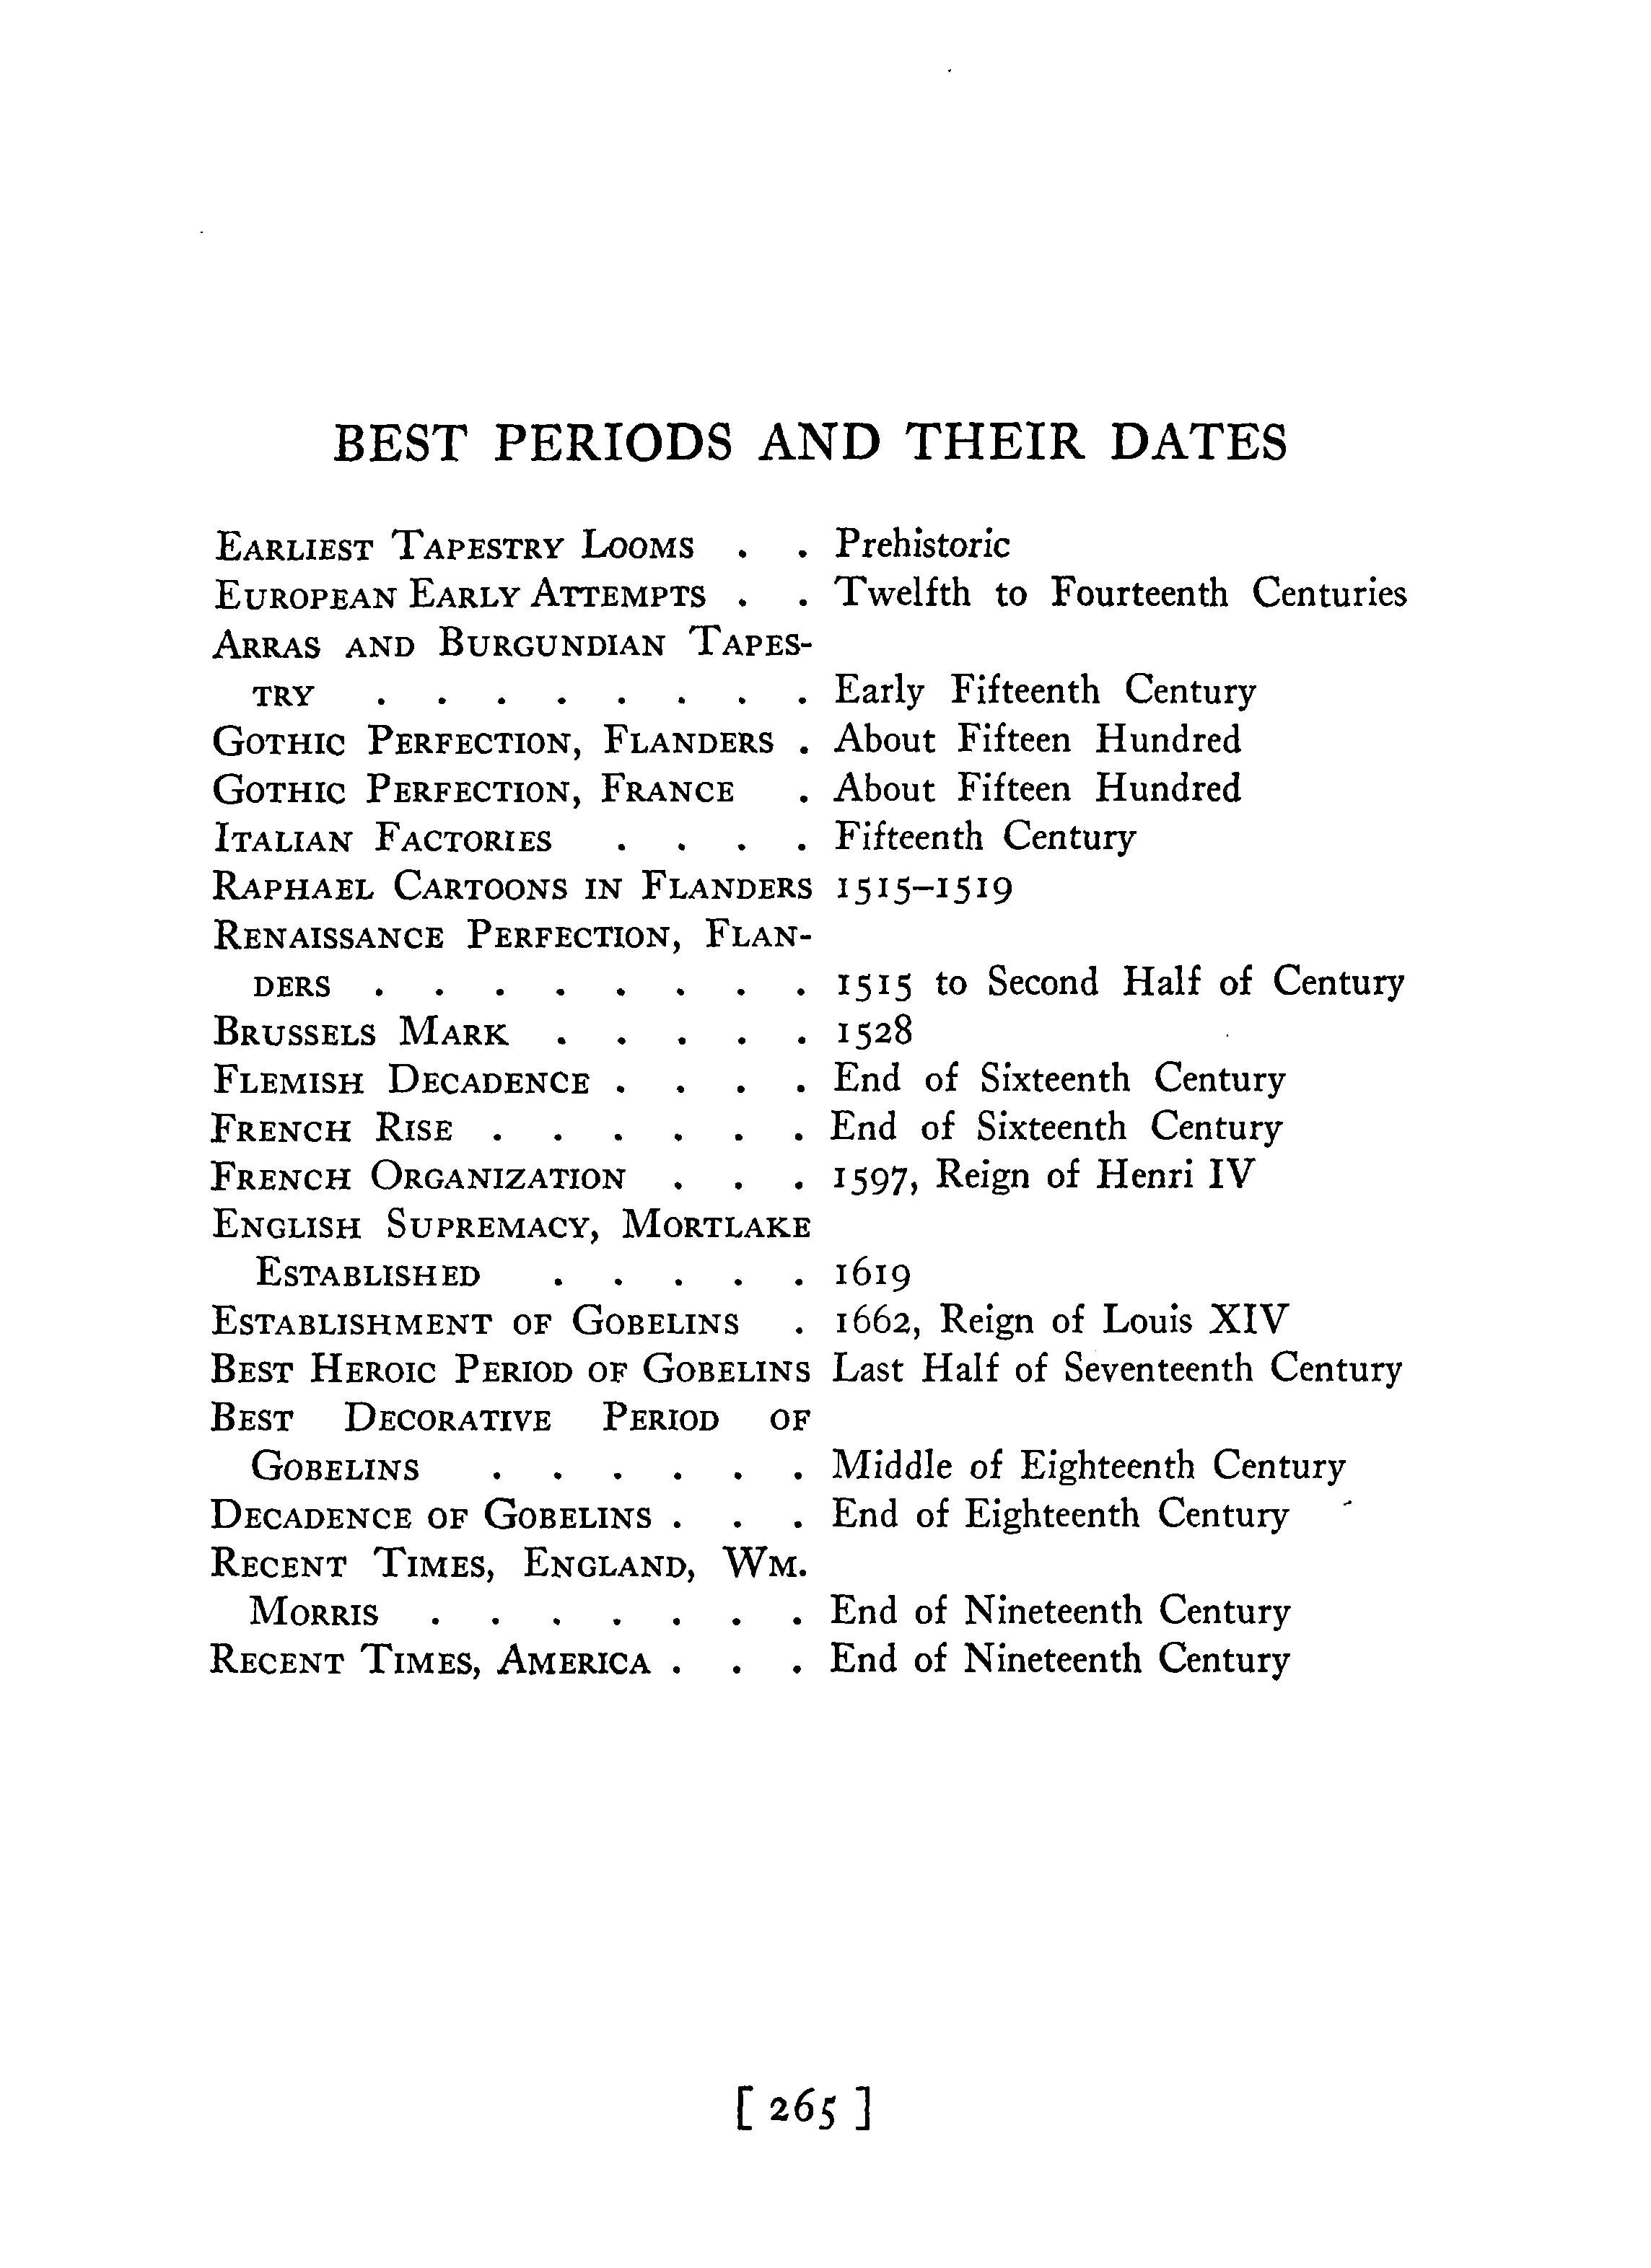 BEST PERIODS AND THEIR DATES
EARLIEST TAPESTRY LOOMS . . Prehistoric
EUROPEAN EARLY ATTEMPTS . . Twelfth to Fourteenth Centuries
ARRAS AND BURGUNDIAN TAPES-
TRY . . . . . . . . Early Fifteenth Century
GOTHIC PERFECTION, FLANDERS . About Fifteen Hundred
GOTHIC PERFECTION, FRANCE . About Fifteen Hundred
ITALIAN FACTORIES . . . . Fifteenth Century
RAPHAEL CARTOONS IN FLANDERS 1515–1519
RENAISSANCE PERFECTION, FLAN-
DERS . . . . . . . . 1515 to Second Half of Century
BRUSSELS MARK . . . . . 1528
FLEMISH DECADENCE . . . . End of Sixteenth Century
FRENCH RISE . . . . . . End of Sixteenth Century
FRENCH ORGANIZATION . . . 1597, Reign of Henri IV
ENGLISH SUPREMACY, MORTLAKE
ESTABLISHED . . . . . 1619
ESTABLISHMENT OF GOBELINS . 1662, Reign of Louis XIV
BEST HEROIC PERIOD OF GOBELINS Last Half of Seventeenth Century
BEST DECORATIVE PERIOD OF
GOBELINS . . . . . . Middle of Eighteenth Century
DECADENCE OF GOBELINS . . . End of Eighteenth Century
RECENT TIMES, ENGLAND, WM.
MORRIS . . . . . . . End of Nineteenth Century
RECENT TIMES, AMERICA . . . End of Nineteenth Century
[ 265 ]